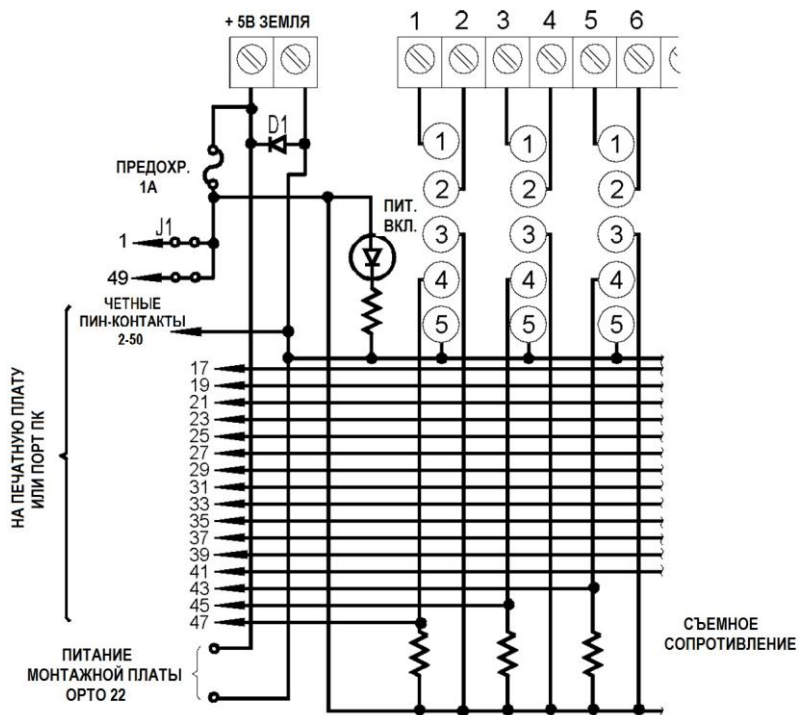 + 5В ЗЕМЛЯ
1 2 3 4 5 6
D1
ПРЕДОХР.
1А
ПИТ.
ВКЛ.
1 1 1
2 2 2
3 3 3
4 4 4
5 5 5
J1
1
49
ЧЕТНЫЕ
ПИН-КОНТАКТЫ
2-50
НА ПЕЧАТНУЮ ПЛАТУ
ИЛИ ПОРТ ПК
17
19
21
23
25
27
29
31
33
35
37
39
41
43
45
47
СЪЕМНОЕ
СОПРОТИВЛЕНИЕ
ПИТАНИЕ
МОНТАЖНОЙ ПЛАТЫ
ОРТО 22